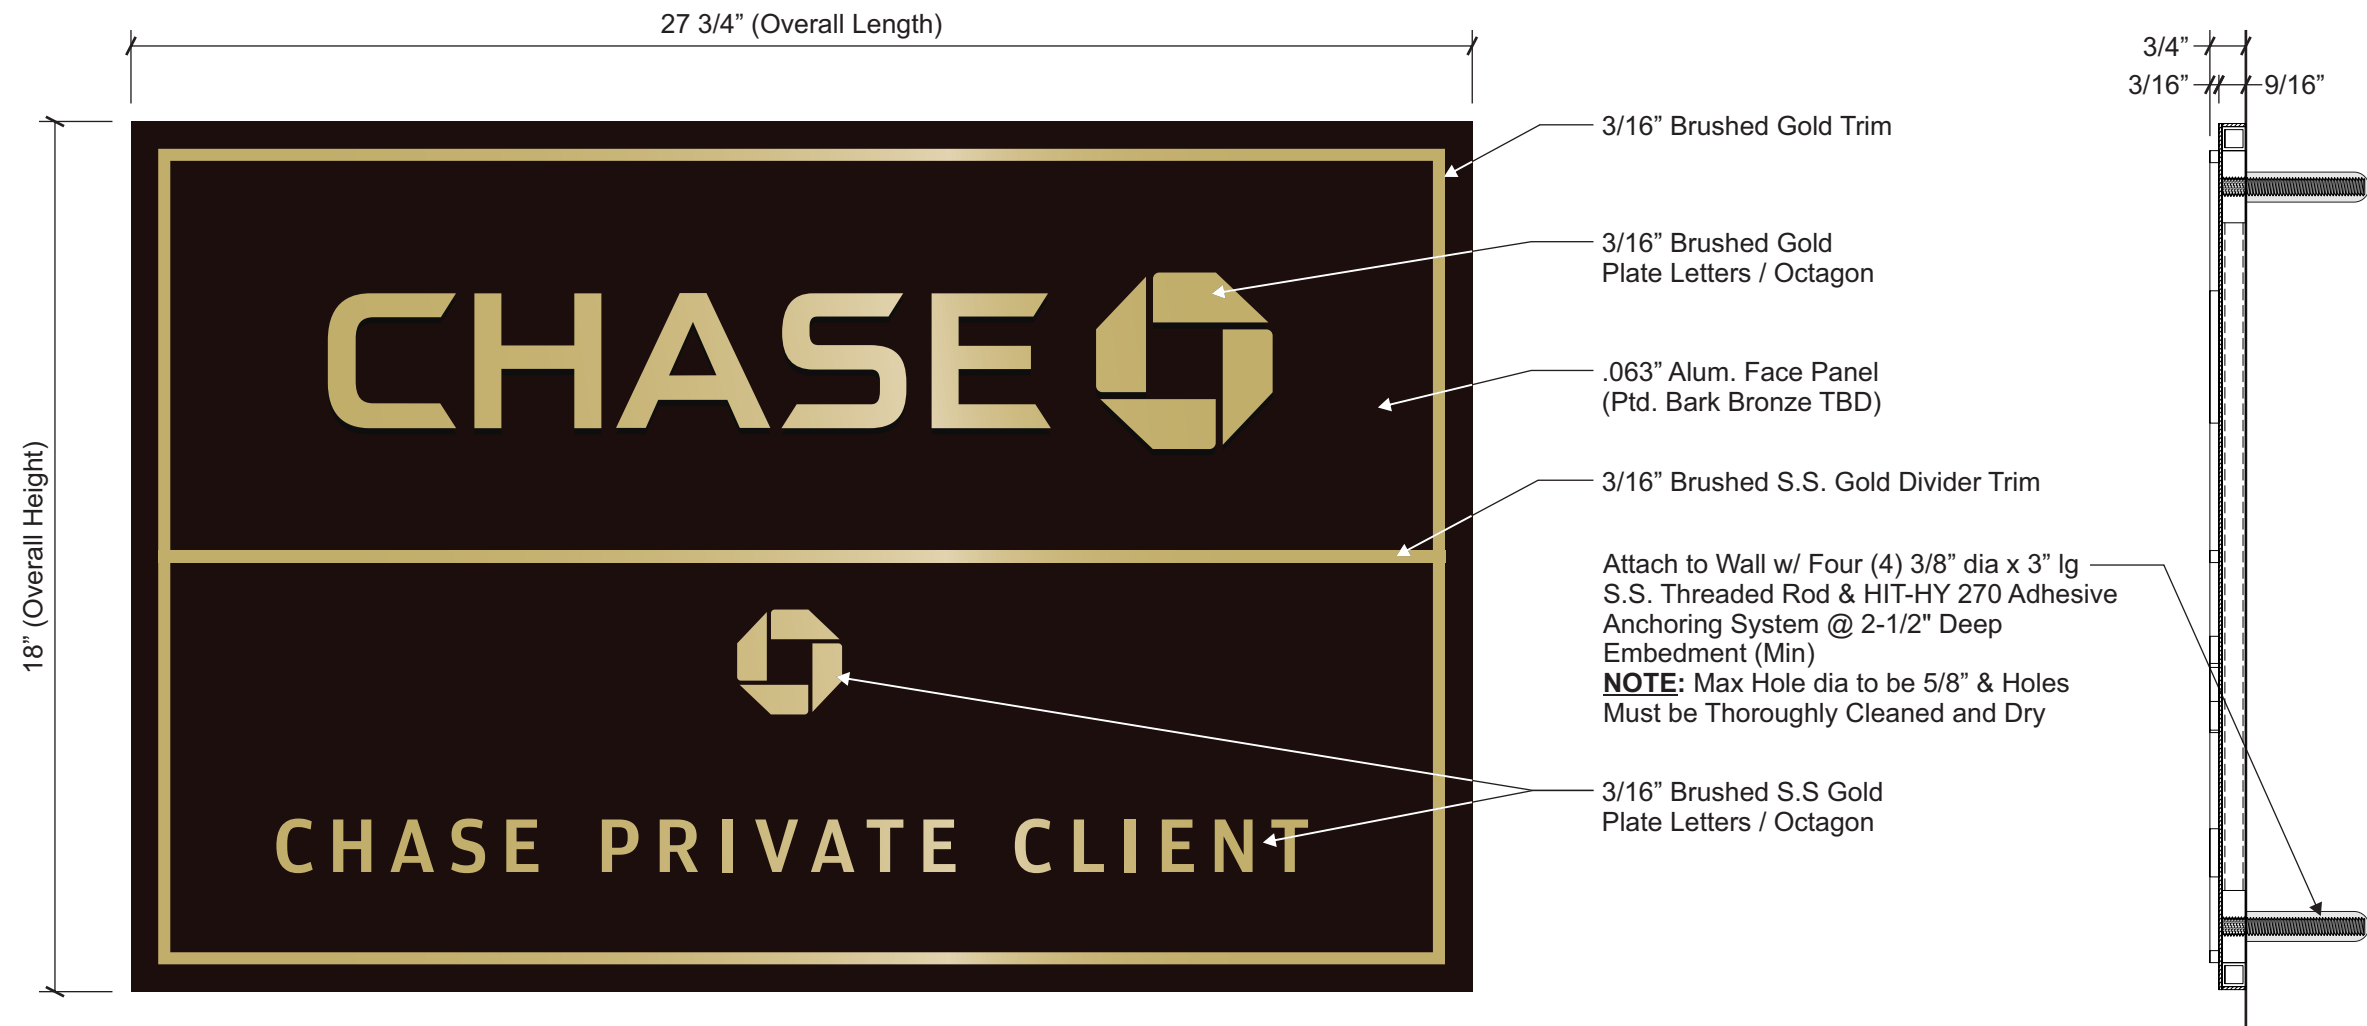 27 3/4” (Overall Length)
3/4”
3/16”
9/16”
18” (Overall Height)
CHASE
CHASE PRIVATE CLIENT
3/16” Brushed Gold Trim
3/16” Brushed Gold
Plate Letters / Octagon
.063” Alum. Face Panel
(Ptd. Bark Bronze TBD)
3/16” Brushed S.S. Gold Divider Trim
Attach to Wall w/ Four (4) 3/8” dia x 3” lg
S.S. Threaded Rod & HIT-HY 270 Adhesive
Anchoring System @ 2-1/2" Deep
Embedment (Min)
NOTE: Max Hole dia to be 5/8” & Holes
Must be Thoroughly Cleaned and Dry
3/16” Brushed S.S Gold
Plate Letters / Octagon